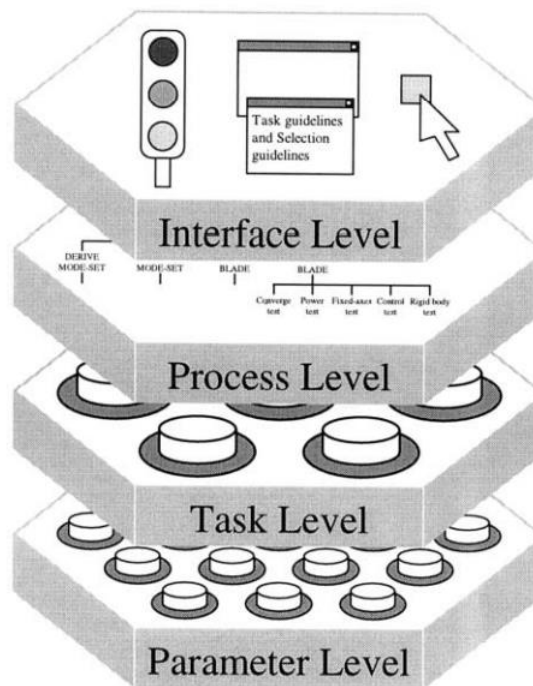 Task guidelines
and Selection
guidelines
Interface Level
DERIVE
MODE-SET
MODE-SET
BLADE
BLADE
Converge
test
Power
test
Fixed-axes
test
Control
test
Rigid body
test
Process Level
Task Level
Parameter Level